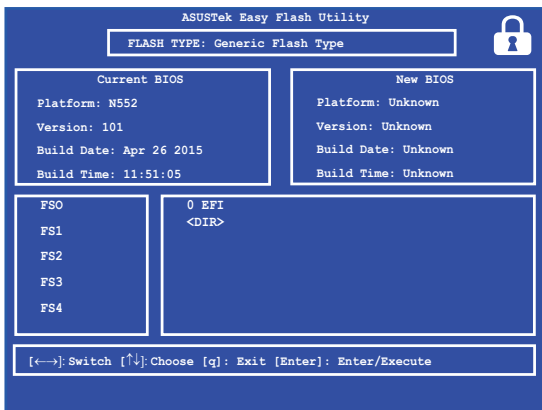 ASUSTek Easy Flash Utility
FLASH TYPE: Generic Flash Type
Current BIOS
Platform: N552
Version: 101
Build Date: Apr 26 2015
Build Time: 11:51:05
New BIOS
Platform: Unknown
Version: Unknown
Build Date: Unknown
Build Time: Unknown
FSO
FS1
FS2
FS3
FS4
0 EFI
<DIR>
[←→]: Switch [↑↓]: Choose [q]: Exit [Enter]: Enter/Execute